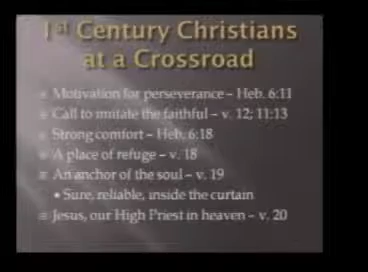 1st Century Christians
at a Crossroad
Motivation for perseverance – Heb. 6:11
Call to imitate the faithful – v. 12; 11:13
Strong comfort – Heb. 6:18
A place of refuge – v. 18
An anchor of the soul – v. 19
• Sure, reliable, inside the curtain
Jesus, our High Priest in heaven – v. 20